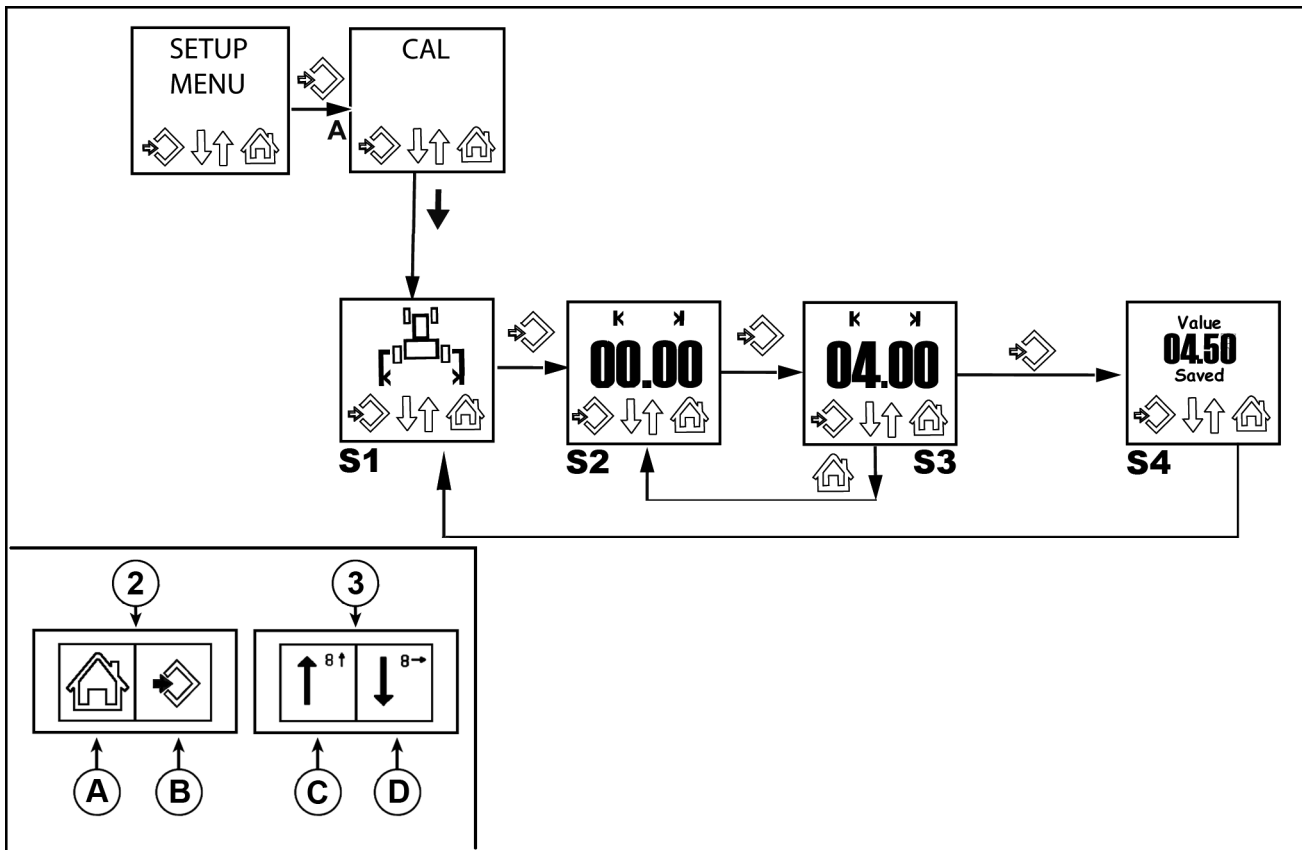 SETUP
MENU
CAL
A
K K
00.00
K K
04.00
Value
04.50
Saved
S1
S2
S3
S4
2
3
8
8
A
B
C
D